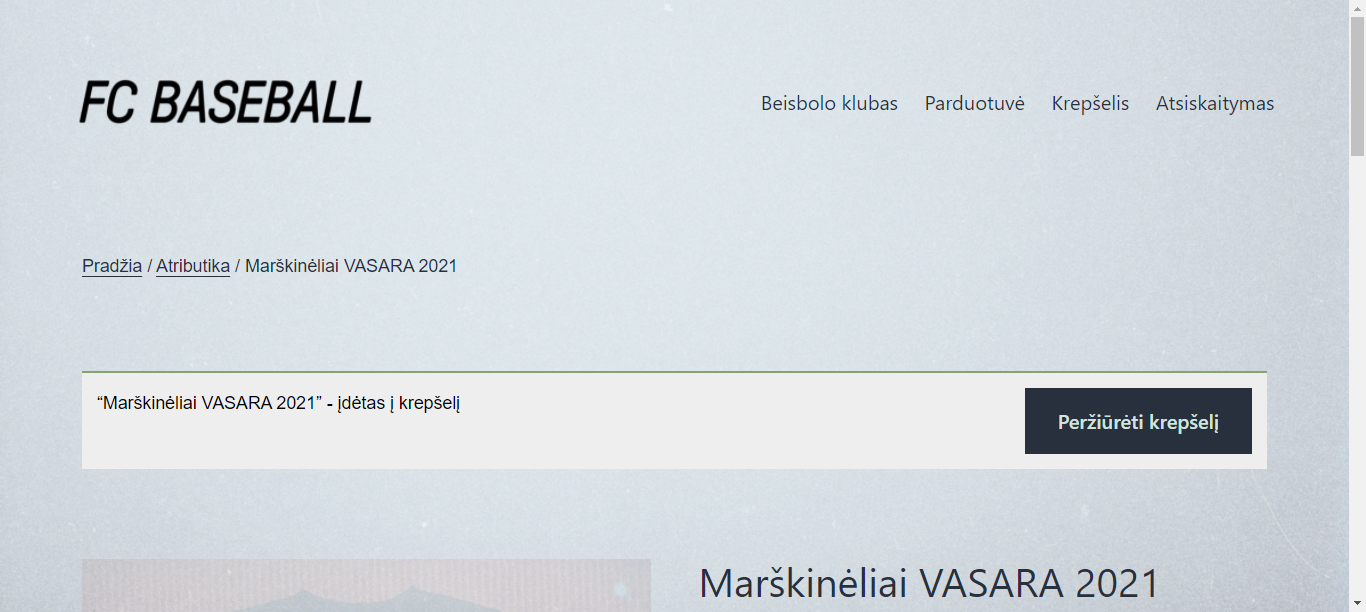 FC BASEBALL
Beisbolo klubas Parduotuvė Krepšelis Atsiskaitymas
Pradžia / Atributika / Marškinėliai VASARA 2021
“Marškinėliai VASARA 2021” - įdėtas į krepšelį
Peržiūrėti krepšelį
Marškinėliai VASARA 2021